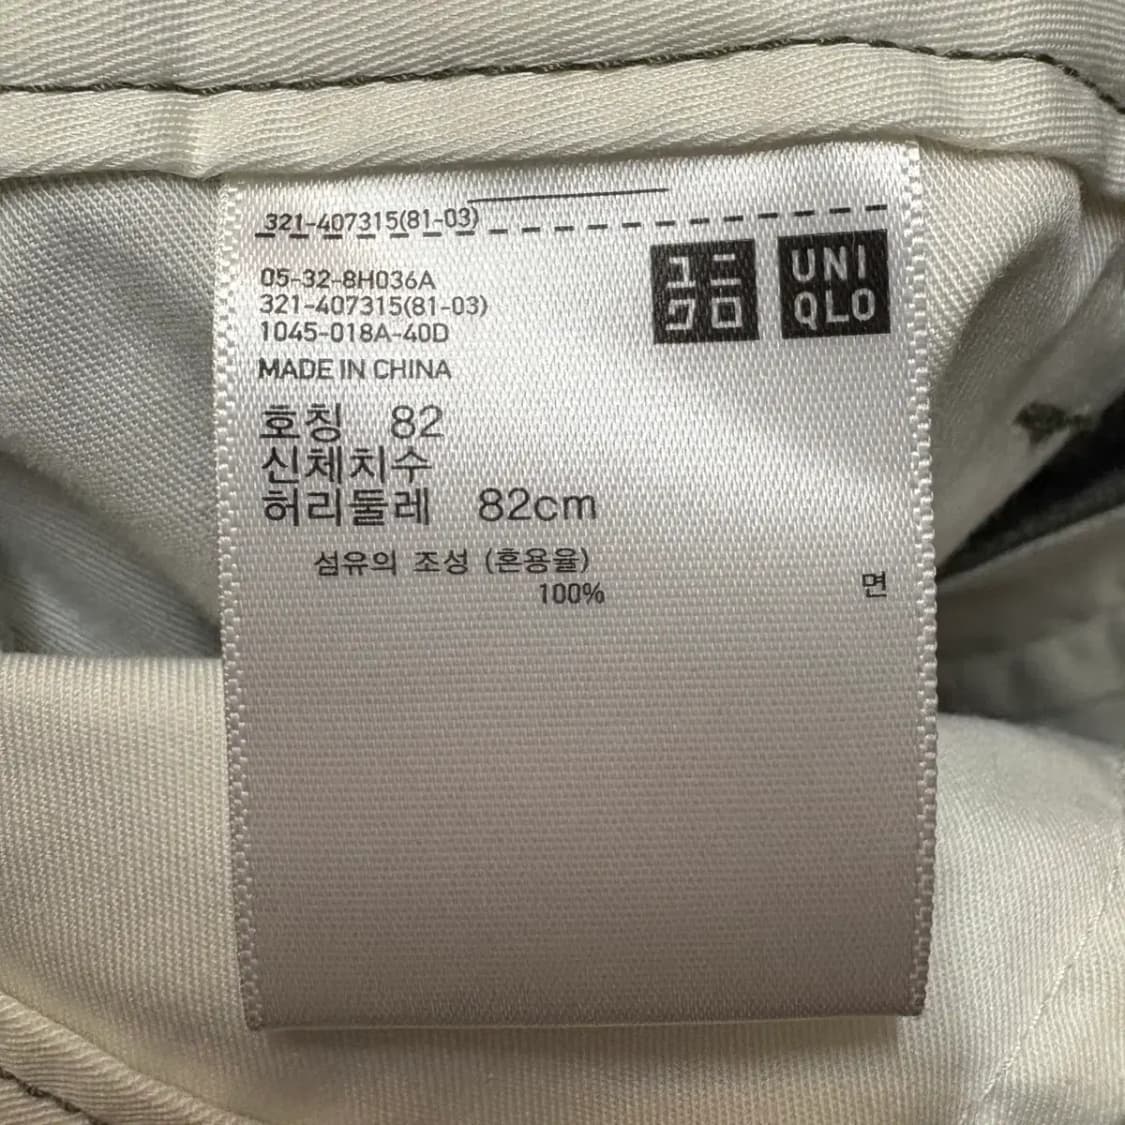 321-407315(81-03)
ユニ
クロ
UNI
QLO
05-32-8H036A
321-407315(81-03)
1045-018A-40D
MADE IN CHINA
호칭 82
신체치수
허리둘레 82cm
섬유의 조성 (혼용율)
100% 면